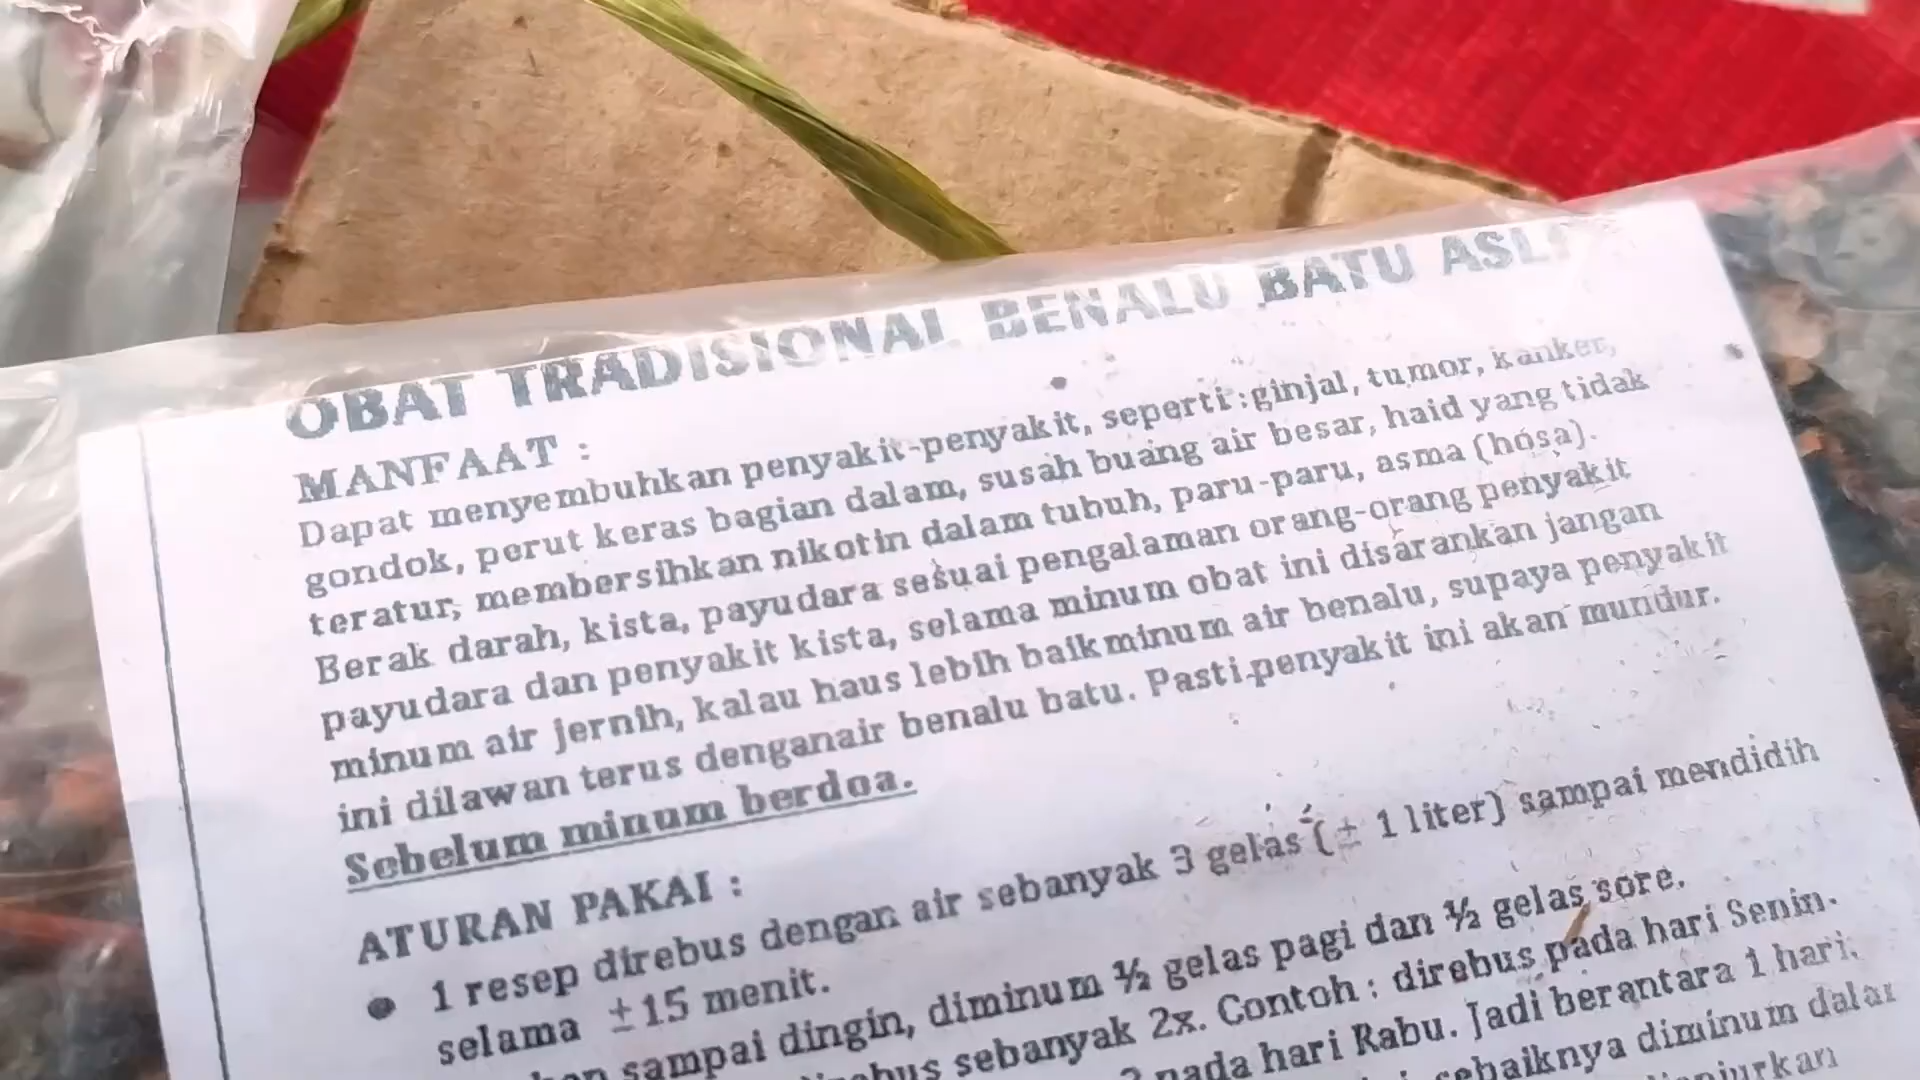 OBAT TRADISIONAL BENALU BATU ASLI
MANFAAT :
Dapat menyembuhkan penyakit-penyakit, seperti :ginjal, tumor, kanker,
gondok, perut keras bagian dalam, susah buang air besar, haid yang tidak
teratur, membersihkan nikotin dalam tubuh, paru-paru, asma (hosa).
Berak darah, kista, payudara sesuai pengalaman orang-orang penyakit
payudara dan penyakit kista, selama minum obat ini disarankan jangan
minum air jernih, kalau haus lebih baik minum air benalu, supaya penyakit
ini dilawan terus denganair benalu batu. Pasti penyakit ini akan mundur.
Sebelum minum berdoa.
ATURAN PAKAI :
● 1 resep direbus dengan air sebanyak 3 gelas (± 1 liter) sampai mendidih
selama ±15 menit.
sampai dingin, diminum ½ gelas pagi dan ½ gelas sore.
sebanyak 2x. Contoh : direbus pada hari Senin.
pada hari Rabu. Jadi berantara 1 hari.
sebaiknya diminum